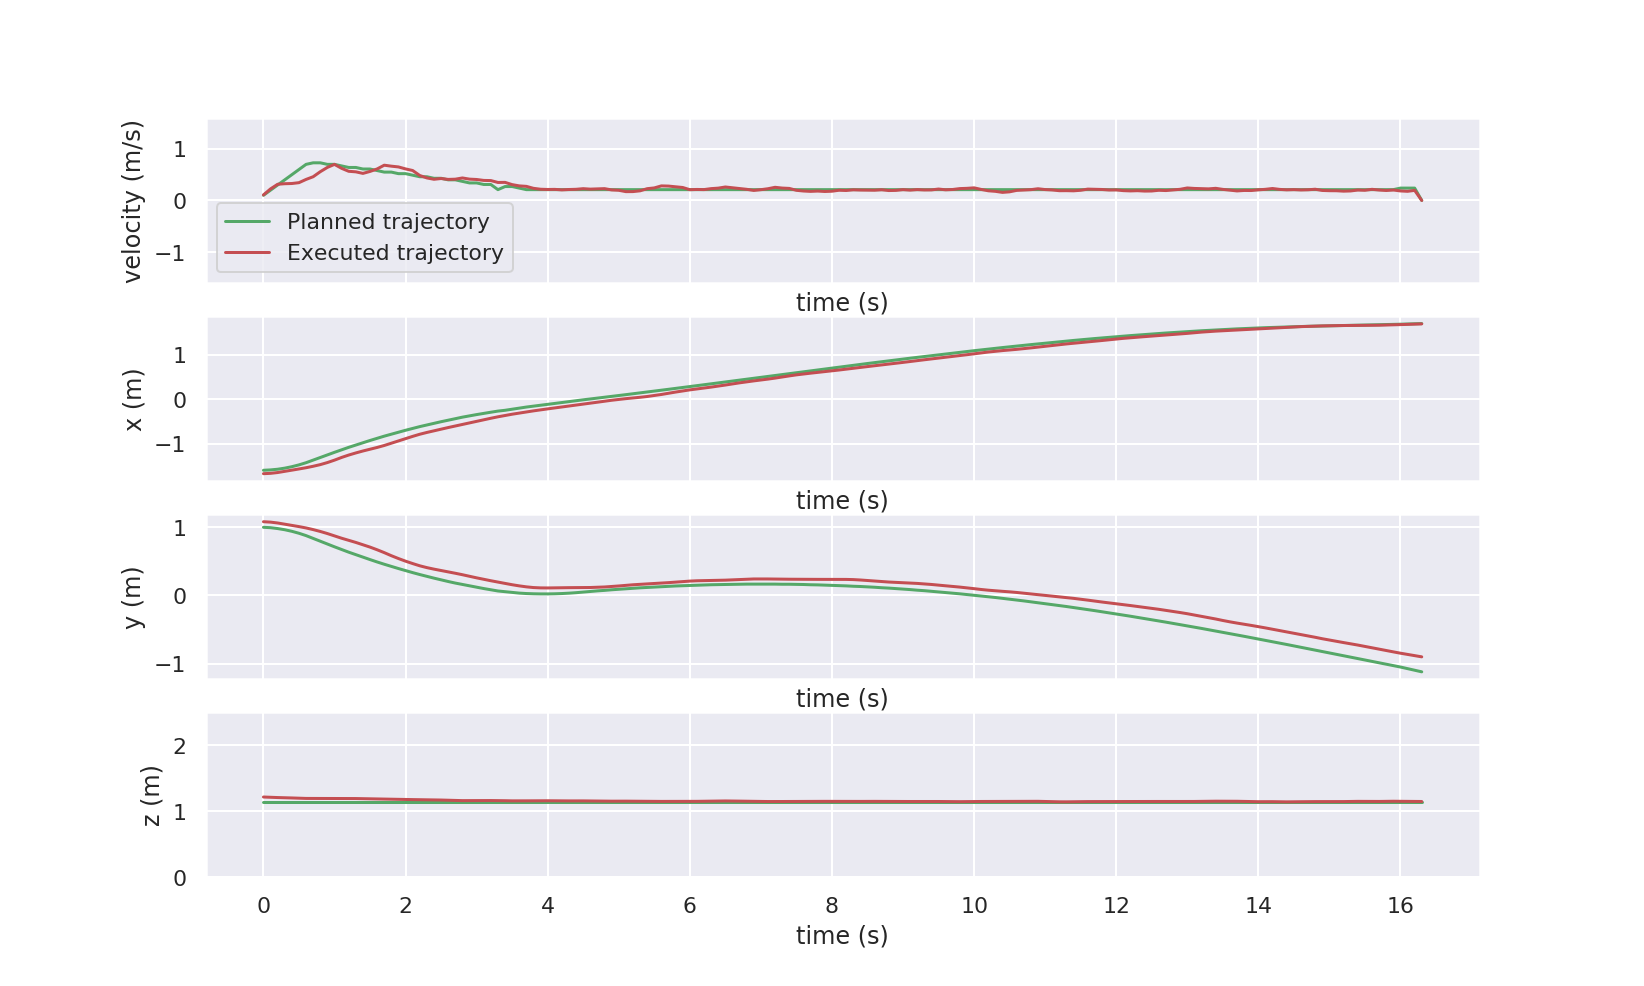 velocity (m/s)
1
0
−1
Planned trajectory
Executed trajectory
time (s)
x (m)
1
0
−1
time (s)
y (m)
1
0
−1
time (s)
z (m)
2
1
0
0 2 4 6 8 10 12 14 16
time (s)